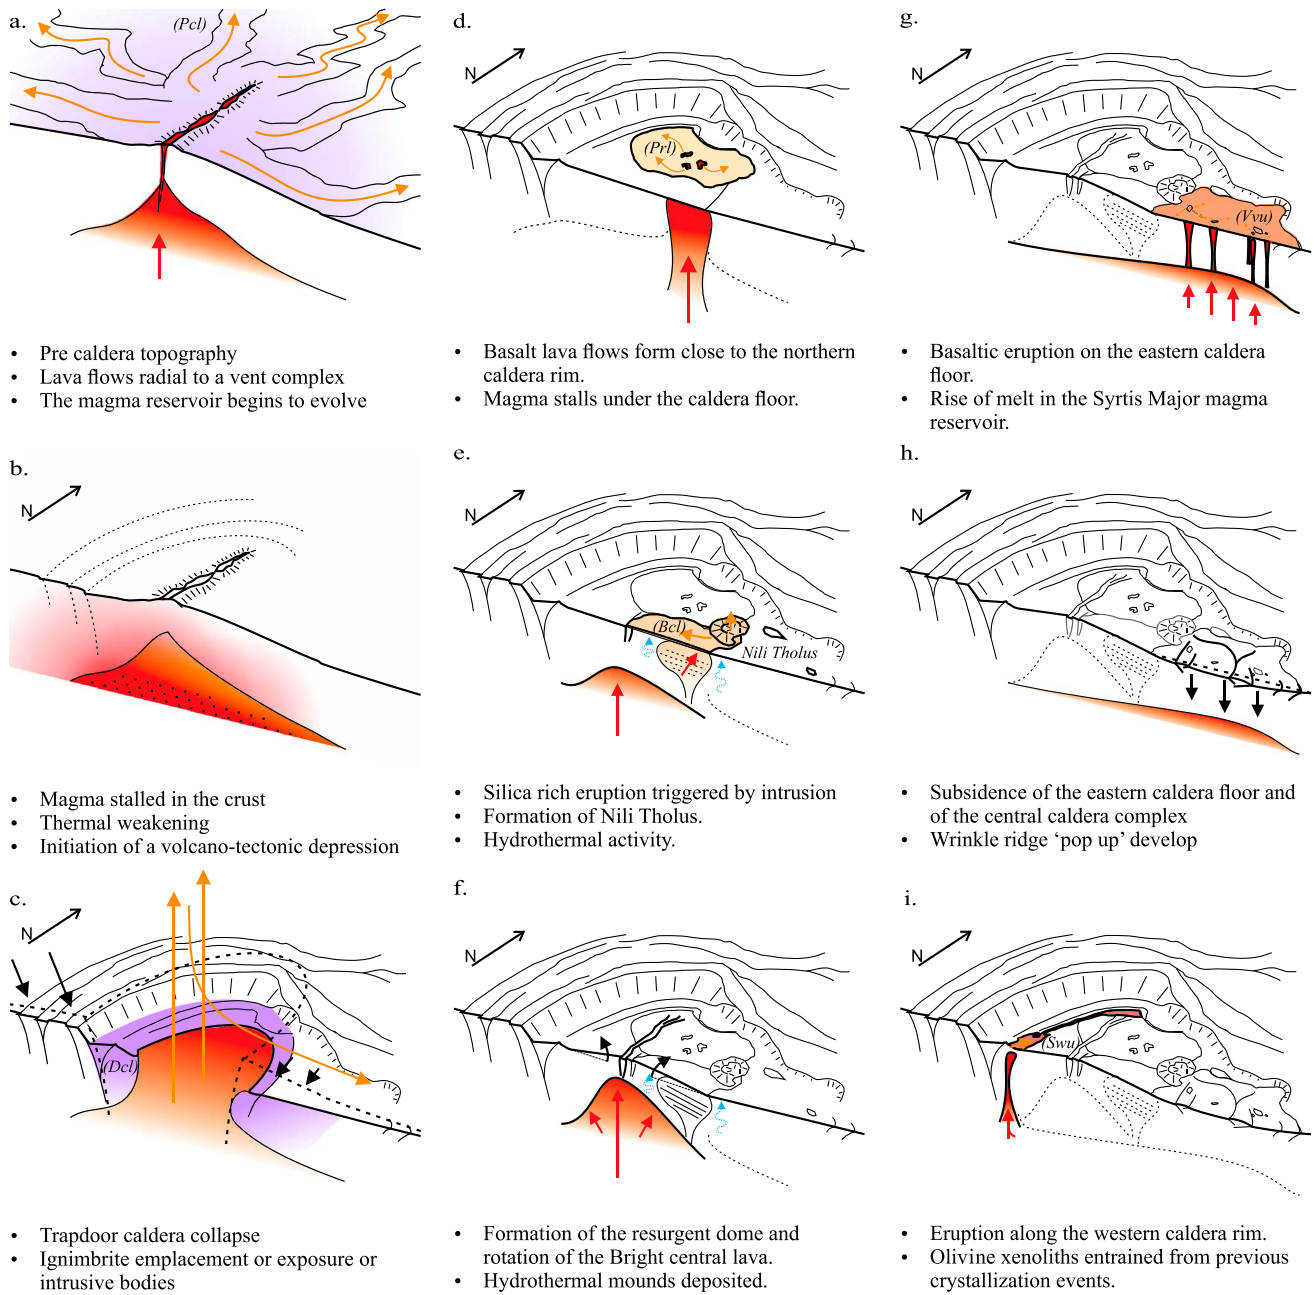 a.
(Pcl)
• Pre caldera topography
• Lava flows radial to a vent complex
• The magma reservoir begins to evolve
b.
N
• Magma stalled in the crust
• Thermal weakening
• Initiation of a volcano-tectonic depression
c.
N
(Dcl)
• Trapdoor caldera collapse
• Ignimbrite emplacement or exposure or
intrusive bodies
d.
N
(Prl)
• Basalt lava flows form close to the northern
caldera rim.
• Magma stalls under the caldera floor.
e.
N
(Bcl)
Nili Tholus
• Silica rich eruption triggered by intrusion
• Formation of Nili Tholus.
• Hydrothermal activity.
f.
N
• Formation of the resurgent dome and
rotation of the Bright central lava.
• Hydrothermal mounds deposited.
g.
N
(Vvu)
• Basaltic eruption on the eastern caldera
floor.
• Rise of melt in the Syrtis Major magma
reservoir.
h.
N
• Subsidence of the eastern caldera floor and
of the central caldera complex
• Wrinkle ridge ‘pop up’ develop
i.
N
(Swu)
• Eruption along the western caldera rim.
• Olivine xenoliths entrained from previous
crystallization events.